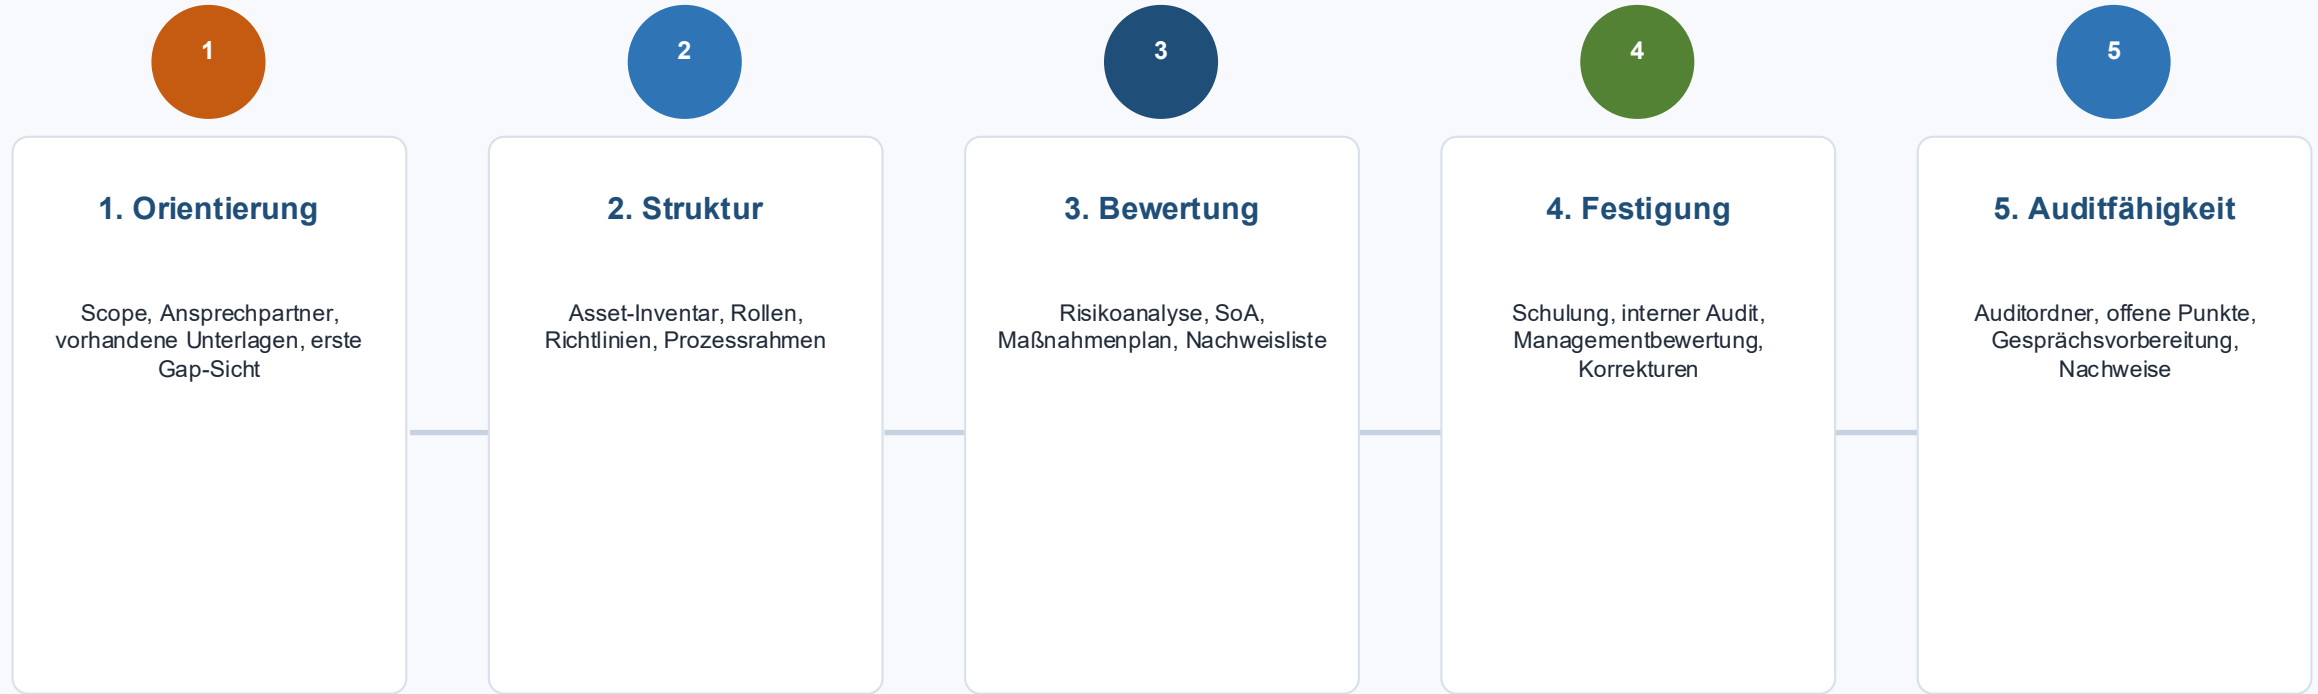 1
2
3
4
5
1. Orientierung
Scope, Ansprechpartner,
vorhandene Unterlagen, erste
Gap-Sicht
2. Struktur
Asset-Inventar, Rollen,
Richtlinien, Prozessrahmen
3. Bewertung
Risikoanalyse, SoA,
Maßnahmenplan, Nachweisliste
4. Festigung
Schulung, interner Audit,
Managementbewertung,
Korrekturen
5. Auditfähigkeit
Auditordner, offene Punkte,
Gesprächsvorbereitung,
Nachweise